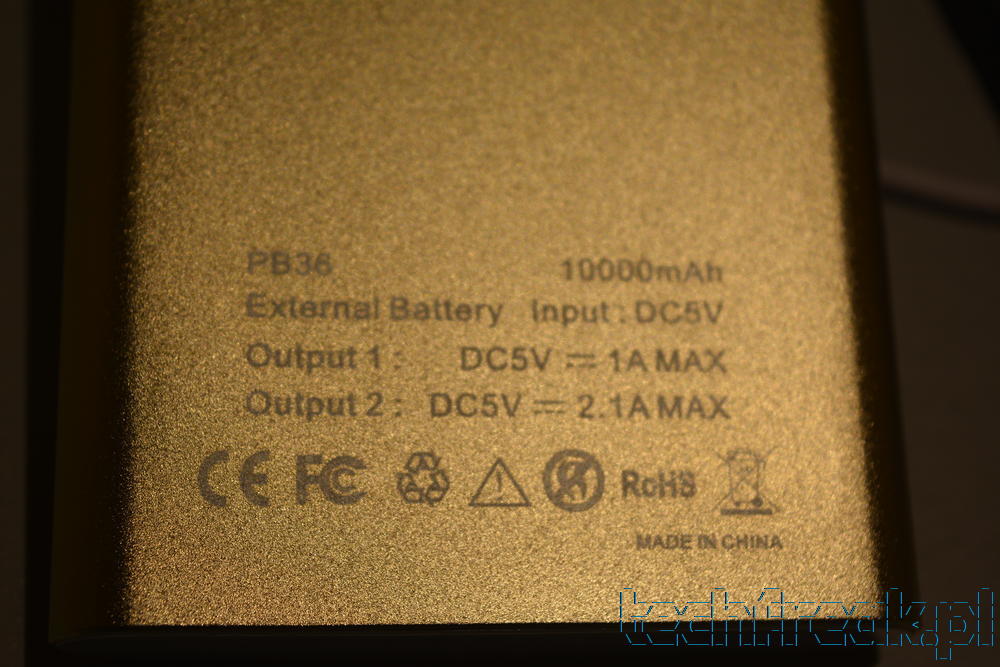 PB36 10000mAh
External Battery Input : DC5V
Output 1 : DC5V ⎓ 1A MAX
Output 2 : DC5V ⎓ 2.1A MAX
CE FC RoHS
MADE IN CHINA
techfreak.pl